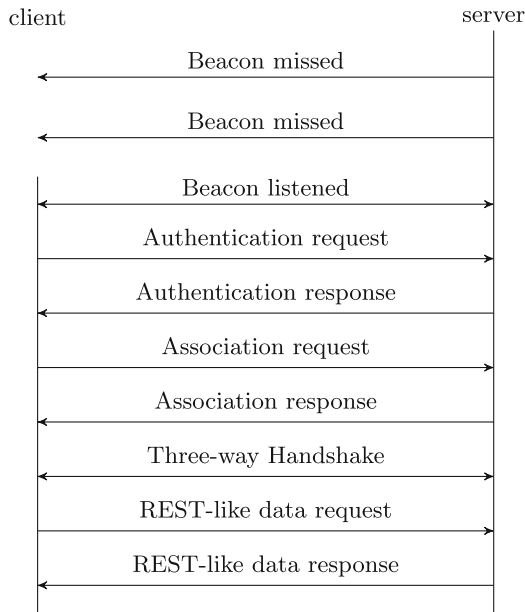 client
server
Beacon missed
Beacon missed
Beacon listened
Authentication request
Authentication response
Association request
Association response
Three-way Handshake
REST-like data request
REST-like data response